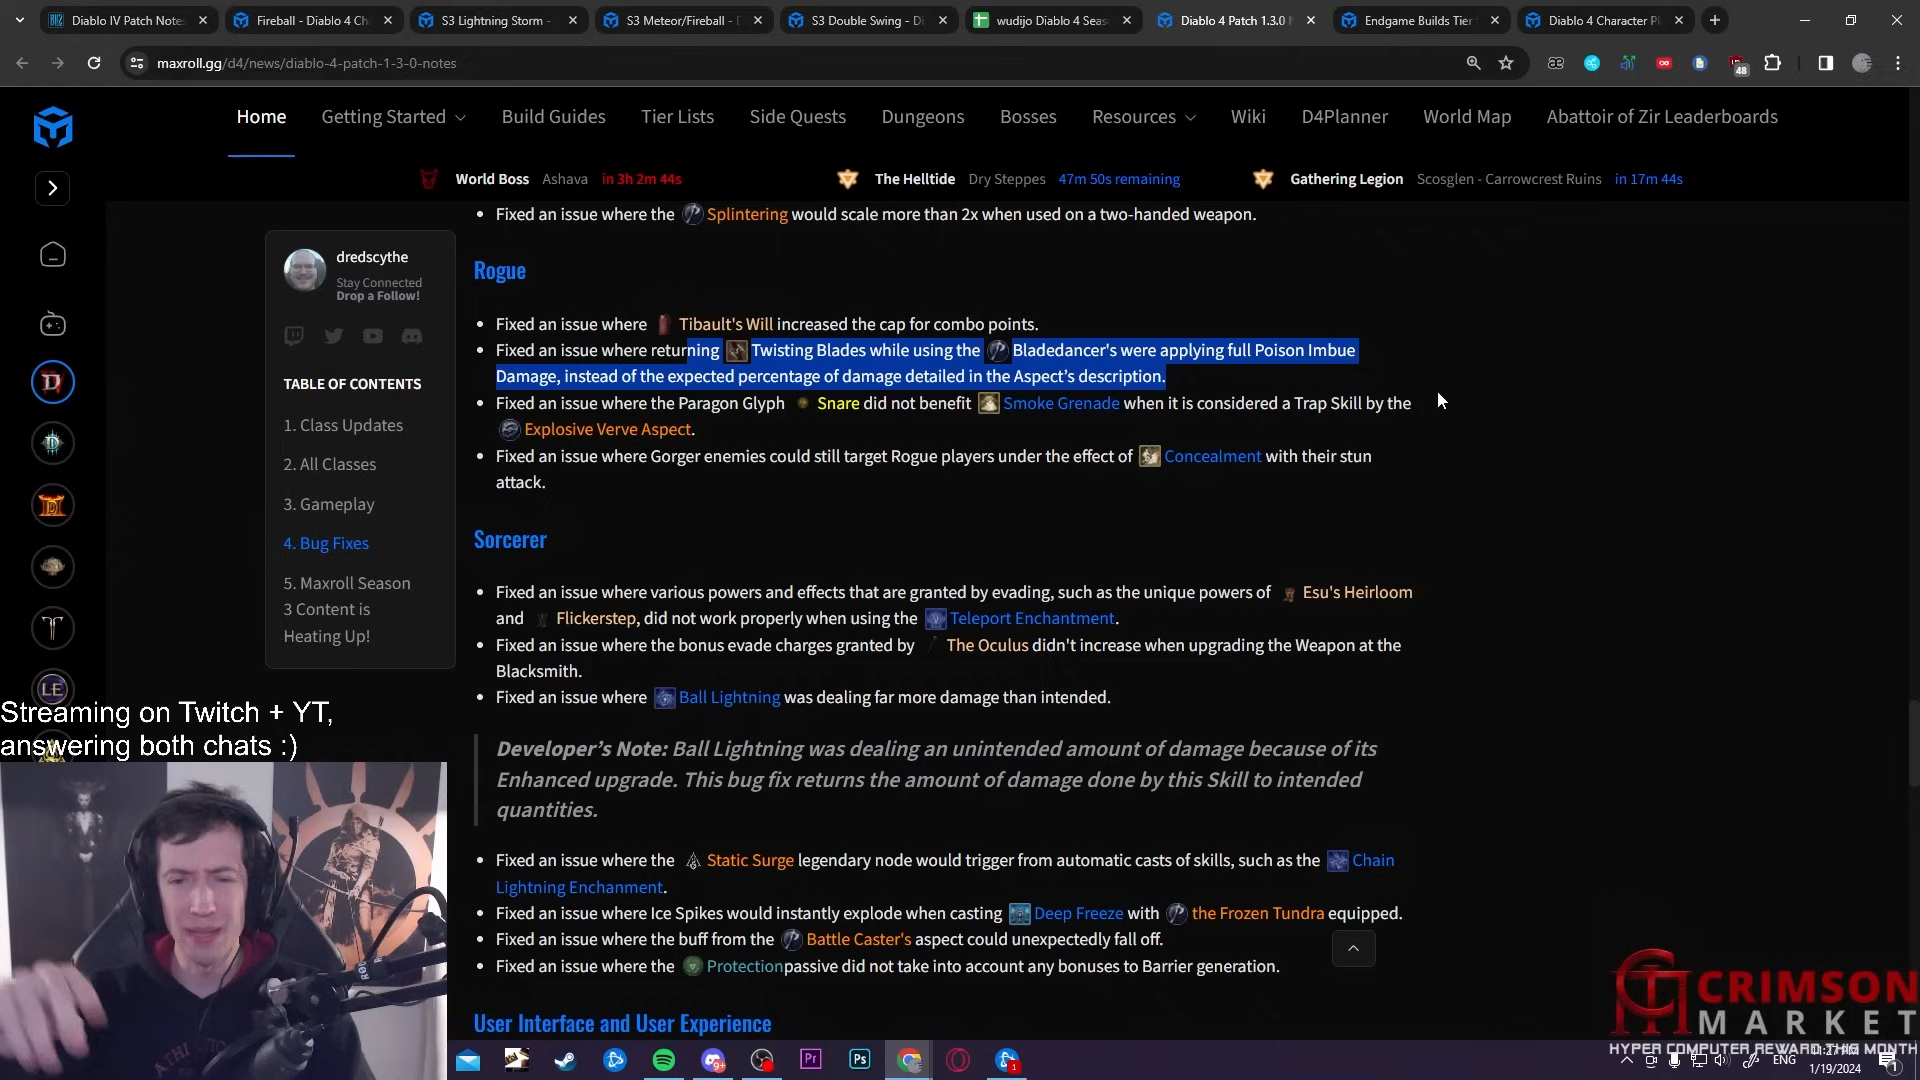 Diablo IV Patch Note
Fireball - Diablo 4 Ch
S3 Lightning Storm -
S3 Meteor/Fireball - D
S3 Double Swing - Di
wudijo Diablo 4 Seas
Diablo 4 Patch 1.3.0 N
Endgame Builds Tier
Diablo 4 Character Pl
maxroll.gg/d4/news/diablo-4-patch-1-3-0-notes
48
Home
Getting Started
Build Guides
Tier Lists
Side Quests
Dungeons
Bosses
Resources
Wiki
D4Planner
World Map
Abattoir of Zir Leaderboards
World Boss Ashava in 3h 2m 44s
The Helltide Dry Steppes 47m 50s remaining
Gathering Legion Scosglen - Carrowcrest Ruins in 17m 44s
dredscythe
Stay Connected
Drop a Follow!
TABLE OF CONTENTS
1. Class Updates
2. All Classes
3. Gameplay
4. Bug Fixes
5. Maxroll Season
3 Content is
Heating Up!
LE
• Fixed an issue where the Splintering would scale more than 2x when used on a two-handed weapon.
Rogue
• Fixed an issue where Tibault's Will increased the cap for combo points.
• Fixed an issue where returning Twisting Blades while using the Bladedancer's were applying full Poison Imbue
Damage, instead of the expected percentage of damage detailed in the Aspect's description.
• Fixed an issue where the Paragon Glyph Snare did not benefit Smoke Grenade when it is considered a Trap Skill by the
Explosive Verve Aspect.
• Fixed an issue where Gorger enemies could still target Rogue players under the effect of Concealment with their stun
attack.
Sorcerer
• Fixed an issue where various powers and effects that are granted by evading, such as the unique powers of Esu's Heirloom
and Flickerstep, did not work properly when using the Teleport Enchantment.
• Fixed an issue where the bonus evade charges granted by The Oculus didn't increase when upgrading the Weapon at the
Blacksmith.
• Fixed an issue where Ball Lightning was dealing far more damage than intended.
Developer's Note: Ball Lightning was dealing an unintended amount of damage because of its
Enhanced upgrade. This bug fix returns the amount of damage done by this Skill to intended
quantities.
• Fixed an issue where the Static Surge legendary node would trigger from automatic casts of skills, such as the Chain
Lightning Enchanment.
• Fixed an issue where Ice Spikes would instantly explode when casting Deep Freeze with the Frozen Tundra equipped.
• Fixed an issue where the buff from the Battle Caster's aspect could unexpectedly fall off.
• Fixed an issue where the Protectionpassive did not take into account any bonuses to Barrier generation.
User Interface and User Experience
Streaming on Twitch + YT,
answering both chats :)
CRIMSON
MARKET
HYPER COMPUTER REWARD THIS MONTH
9+
Pr
Ps
1
ENG
1/19/2024
1